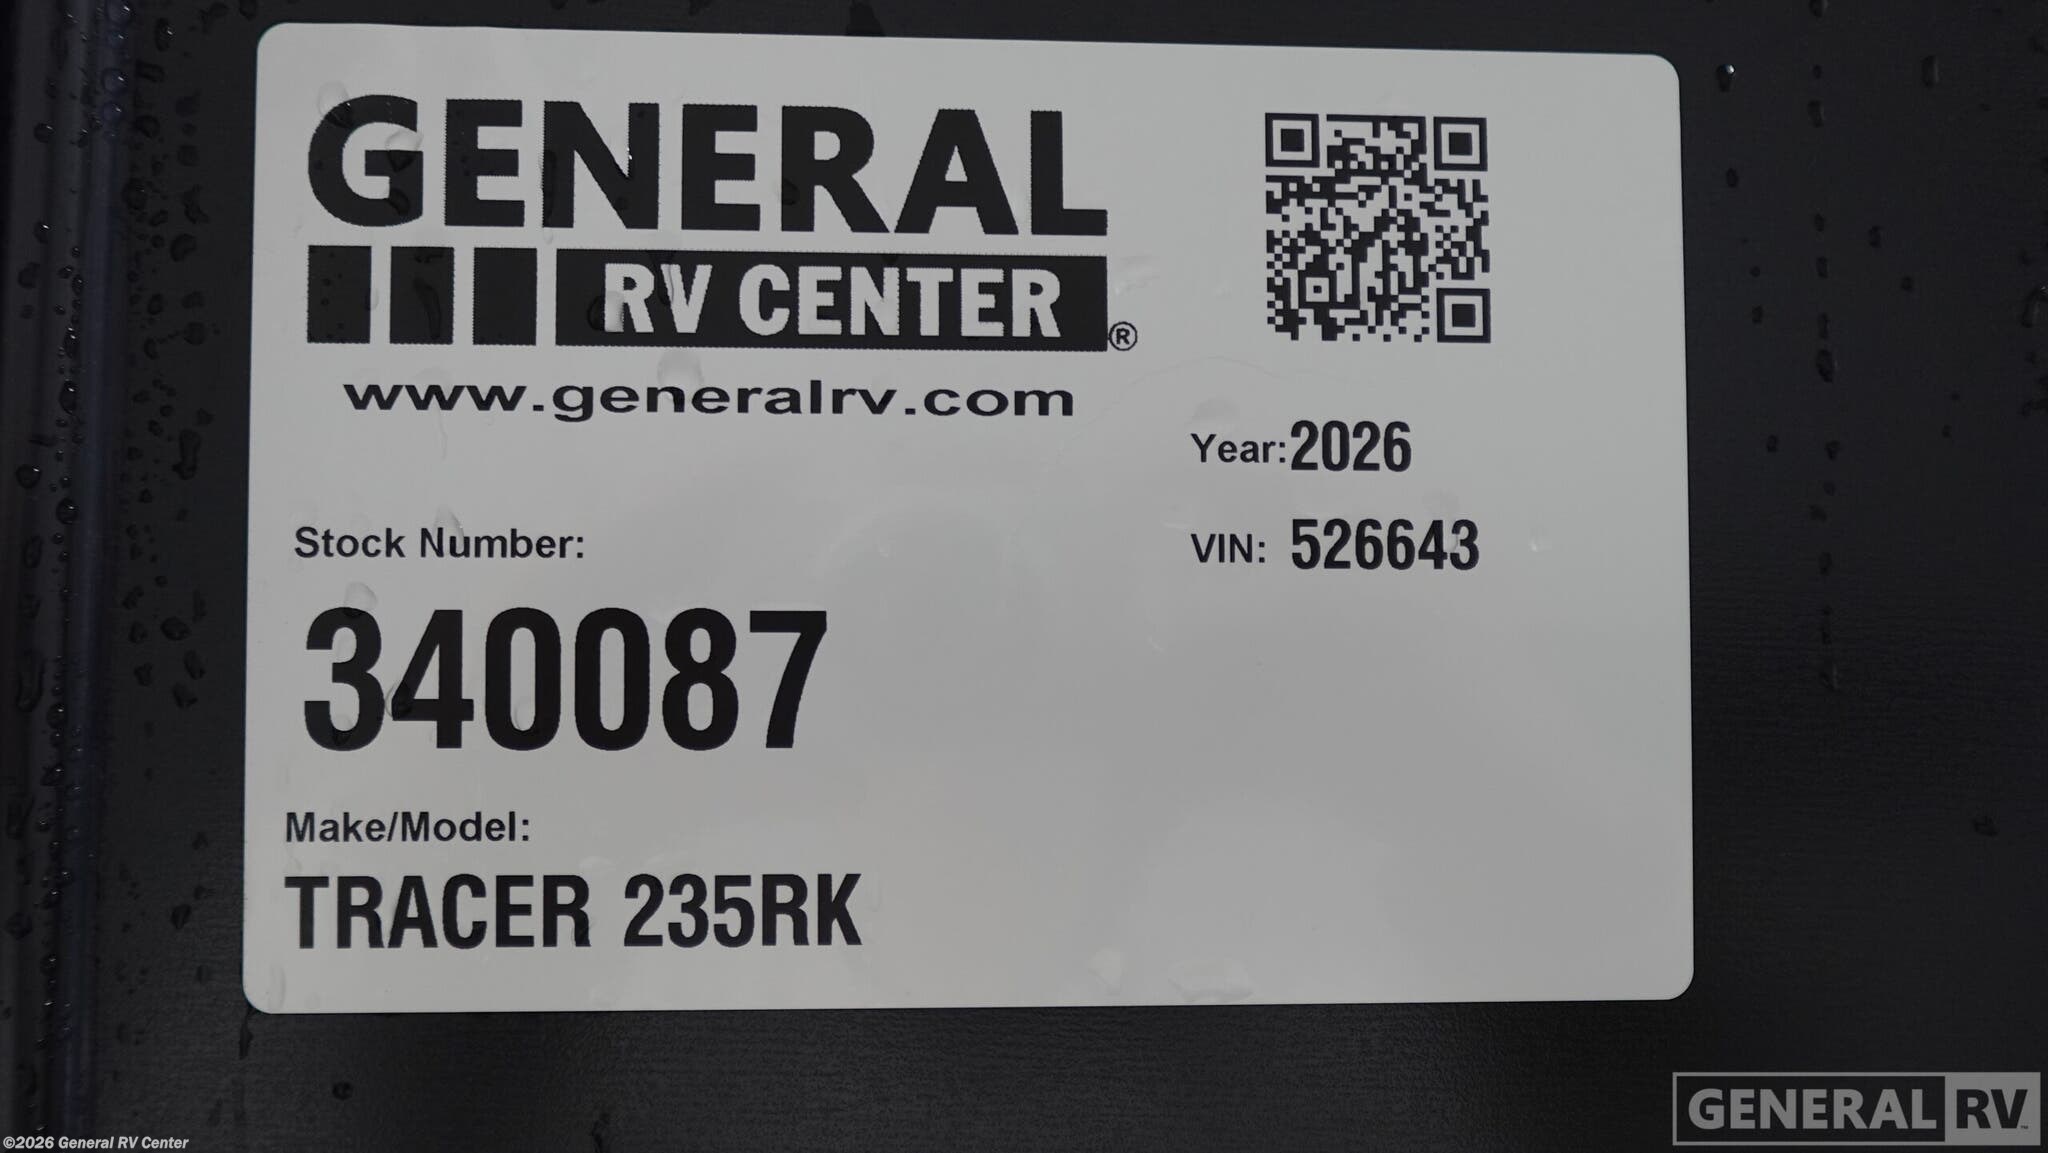 GENERAL
RV CENTER®
www.generalrv.com
Year: 2026
VIN: 526643
Stock Number:
340087
Make/Model:
TRACER 235RK
GENERAL RV™
©2026 General RV Center